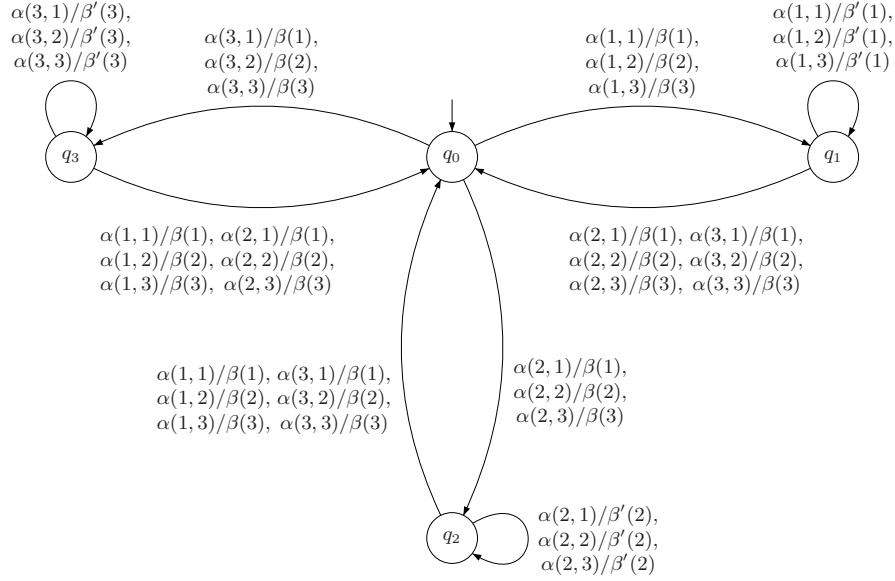 α(3, 1)/β′(3),
α(3, 2)/β′(3),
α(3, 3)/β′(3)
α(3, 1)/β(1),
α(3, 2)/β(2),
α(3, 3)/β(3)
α(1, 1)/β(1),
α(1, 2)/β(2),
α(1, 3)/β(3)
α(1, 1)/β′(1),
α(1, 2)/β′(1),
α(1, 3)/β′(1)
q₃
q₀
q₁
α(1, 1)/β(1), α(2, 1)/β(1),
α(1, 2)/β(2), α(2, 2)/β(2),
α(1, 3)/β(3), α(2, 3)/β(3)
α(2, 1)/β(1), α(3, 1)/β(1),
α(2, 2)/β(2), α(3, 2)/β(2),
α(2, 3)/β(3), α(3, 3)/β(3)
α(1, 1)/β(1), α(3, 1)/β(1),
α(1, 2)/β(2), α(3, 2)/β(2),
α(1, 3)/β(3), α(3, 3)/β(3)
α(2, 1)/β(1),
α(2, 2)/β(2),
α(2, 3)/β(3)
q₂
α(2, 1)/β′(2),
α(2, 2)/β′(2),
α(2, 3)/β′(2)